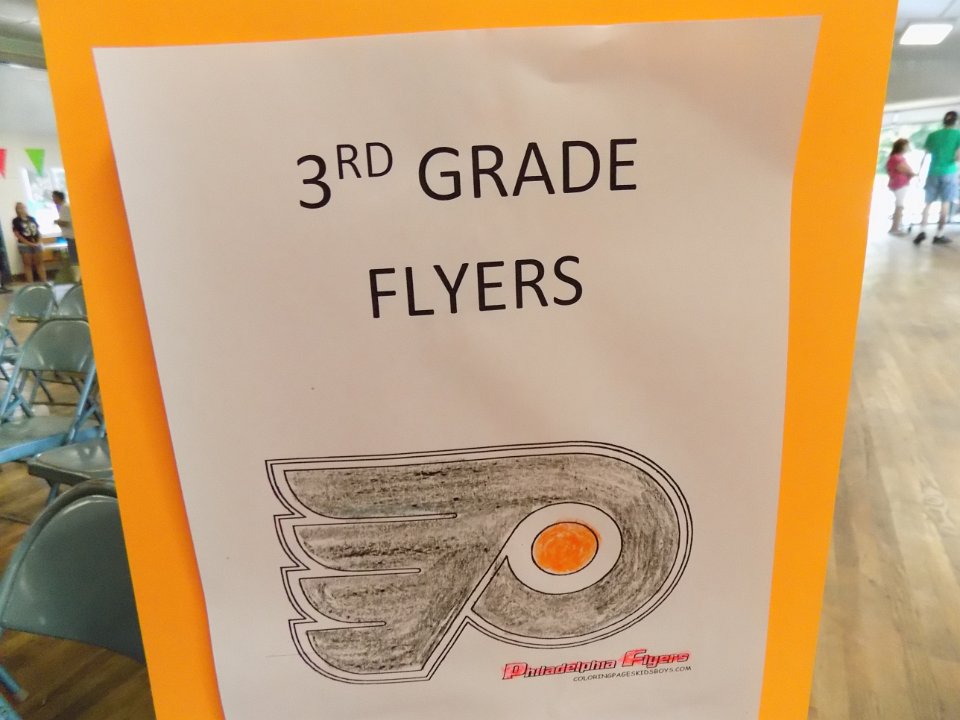 3RD GRADE
FLYERS
Philadelphia Flyers
COLORINGPAGESKIDSBOYS.COM